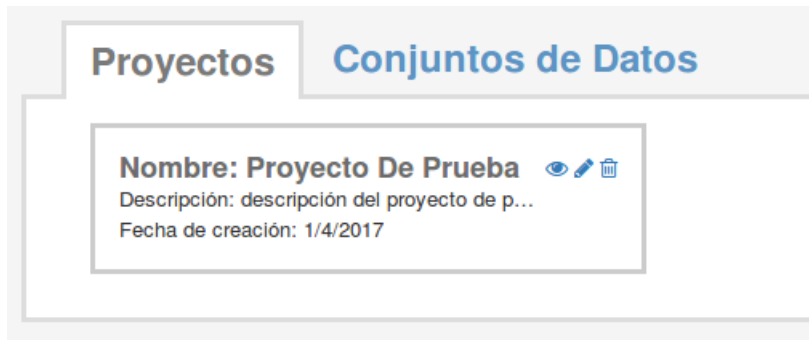 Proyectos Conjuntos de Datos
Nombre: Proyecto De Prueba
Descripción: descripción del proyecto de p...
Fecha de creación: 1/4/2017